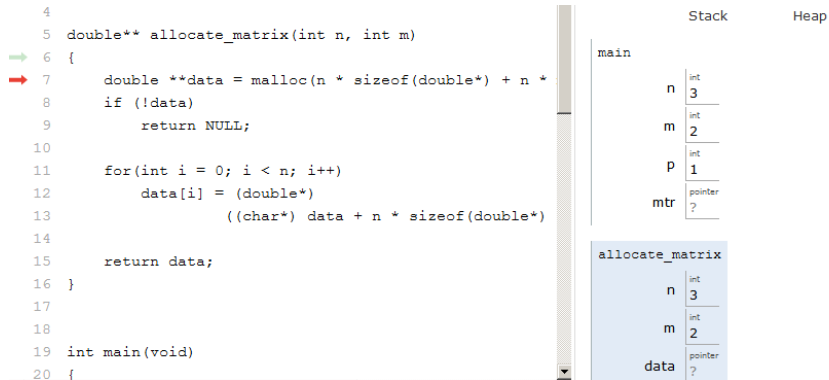 4
5 double** allocate_matrix(int n, int m)
6 {
7     double **data = malloc(n * sizeof(double*) + n *
8     if (!data)
9         return NULL;
10
11     for(int i = 0; i < n; i++)
12         data[i] = (double*)
13                 ((char*) data + n * sizeof(double*)
14
15     return data;
16 }
17
18
19 int main(void)
20 {
Stack Heap
main
int
n 3
int
m 2
int
p 1
pointer
mtr ?
allocate_matrix
int
n 3
int
m 2
pointer
data ?